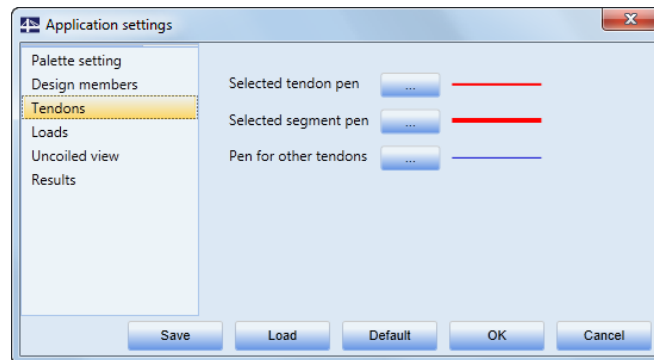 Application settings
Palette setting
Design members
Tendons
Loads
Uncoiled view
Results
Selected tendon pen ...
Selected segment pen ...
Pen for other tendons ...
Save Load Default OK Cancel